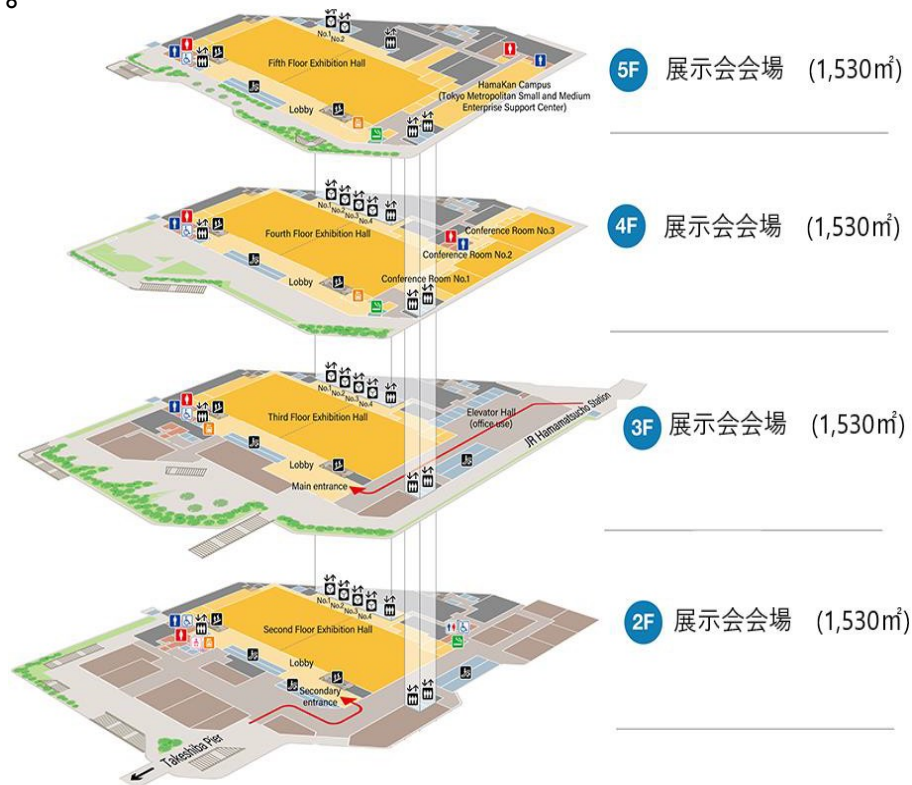 8
No.1
No.2
Fifth Floor Exhibition Hall
HamaKan Campus
(Tokyo Metropolitan Small and Medium
Enterprise Support Center)
Lobby
5F 展示会会場 (1,530㎡)
No.1
No.2
No.3
No.4
Fourth Floor Exhibition Hall
Conference Room No.3
Conference Room No.2
Conference Room No.1
Lobby
4F 展示会会場 (1,530㎡)
No.1
No.2
No.3
No.4
Third Floor Exhibition Hall
Elevator Hall
(office use)
JR Hamamatsucho Station
Lobby
Main entrance
3F 展示会会場 (1,530㎡)
No.1
No.2
No.3
No.4
Second Floor Exhibition Hall
Lobby
Secondary
entrance
Takeshiba Pier
2F 展示会会場 (1,530㎡)